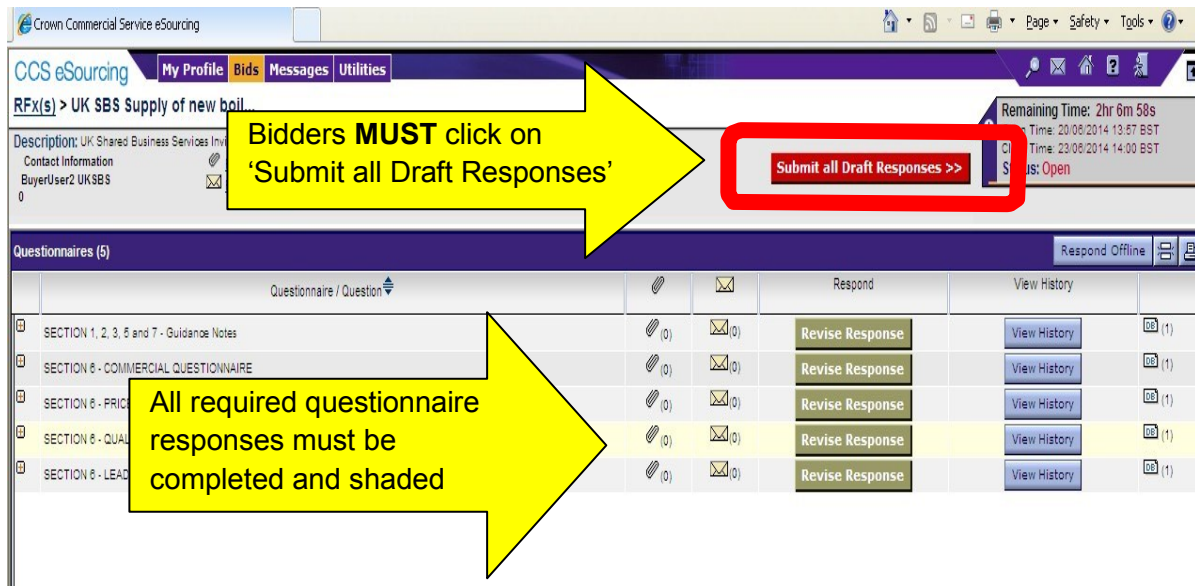 Crown Commercial Service eSourcing
Page Safety Tools
CCS eSourcing My Profile Bids Messages Utilities
RFx(s) > UK SBS Supply of new boil...
Remaining Time: 2hr 6m 58s
Time: 20/06/2014 13:57 BST
Time: 23/06/2014 14:00 BST
Status: Open
Description: UK Shared Business Services Invi
Contact Information
BuyerUser2 UKSBS
0
Bidders MUST click on
‘Submit all Draft Responses’
Submit all Draft Responses >>
Questionnaires (5)
Respond Offline
Questionnaire / Question Respond View History
SECTION 1, 2, 3, 5 and 7 - Guidance Notes (0) (0) Revise Response View History DB (1)
SECTION 6 - COMMERCIAL QUESTIONNAIRE (0) (0) Revise Response View History DB (1)
SECTION 6 - PRICE (0) (0) Revise Response View History DB (1)
SECTION 6 - QUAL (0) (0) Revise Response View History DB (1)
SECTION 6 - LEAD (0) (0) Revise Response View History DB (1)
All required questionnaire
responses must be
completed and shaded